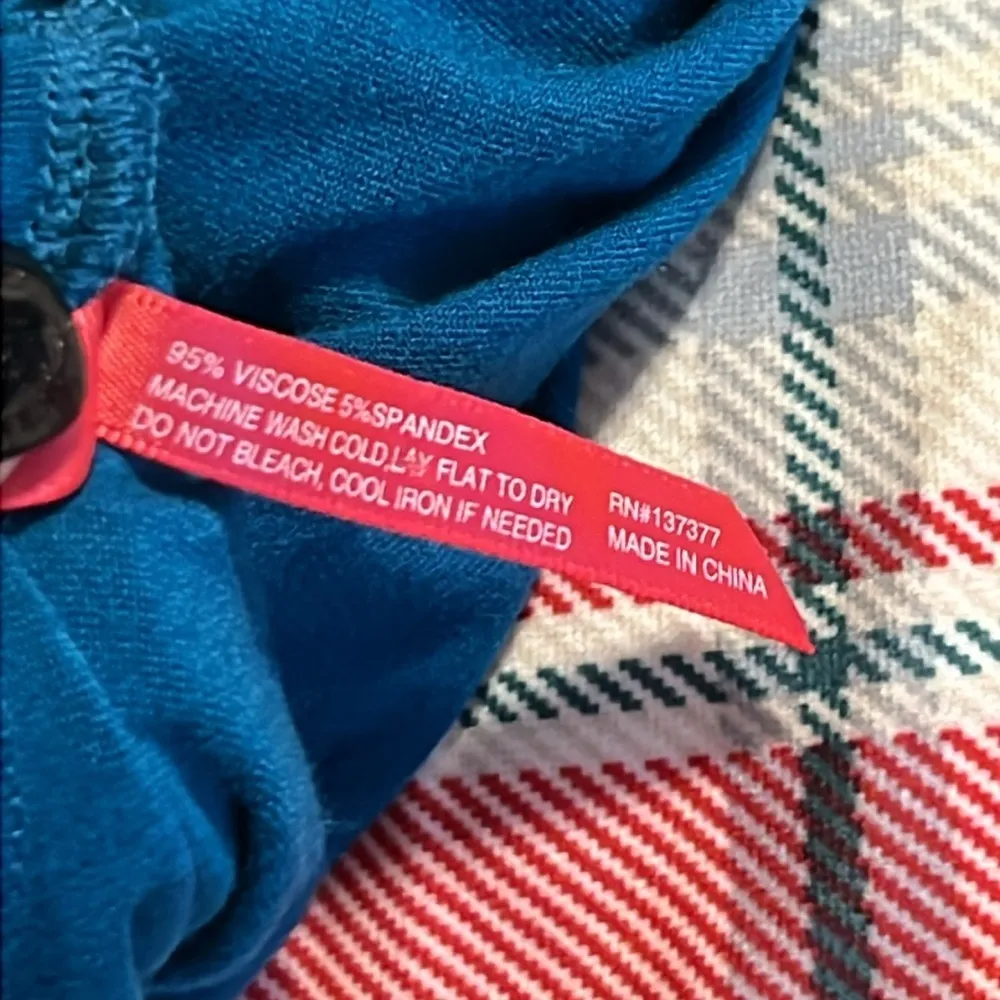 95% VISCOSE 5%SPANDEX
MACHINE WASH COLD,LAY FLAT TO DRY
DO NOT BLEACH, COOL IRON IF NEEDED
RN#137377
MADE IN CHINA